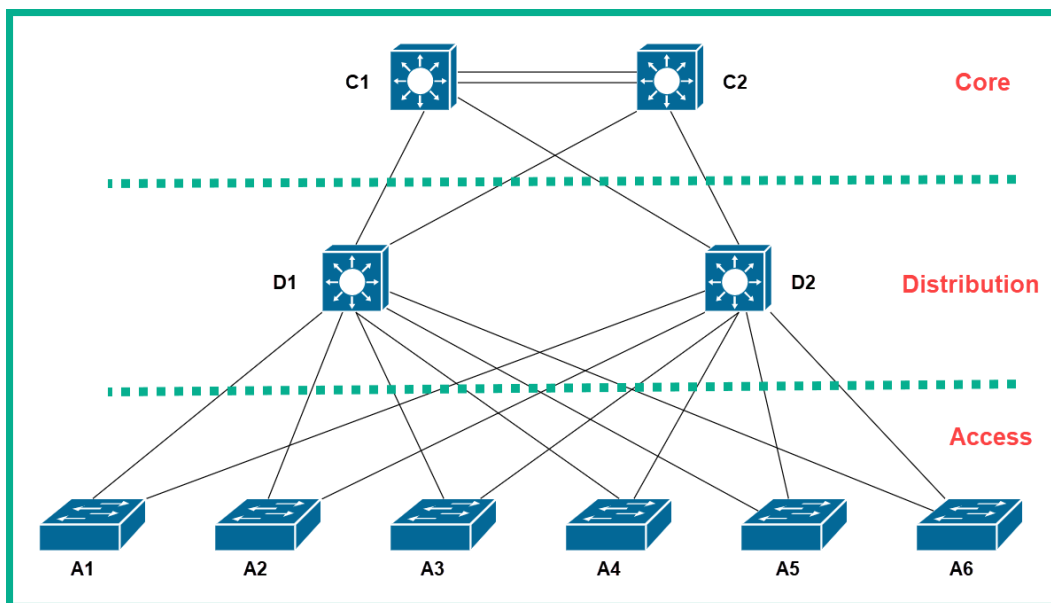 C1
C2
Core
D1
D2
Distribution
Access
A1
A2
A3
A4
A5
A6